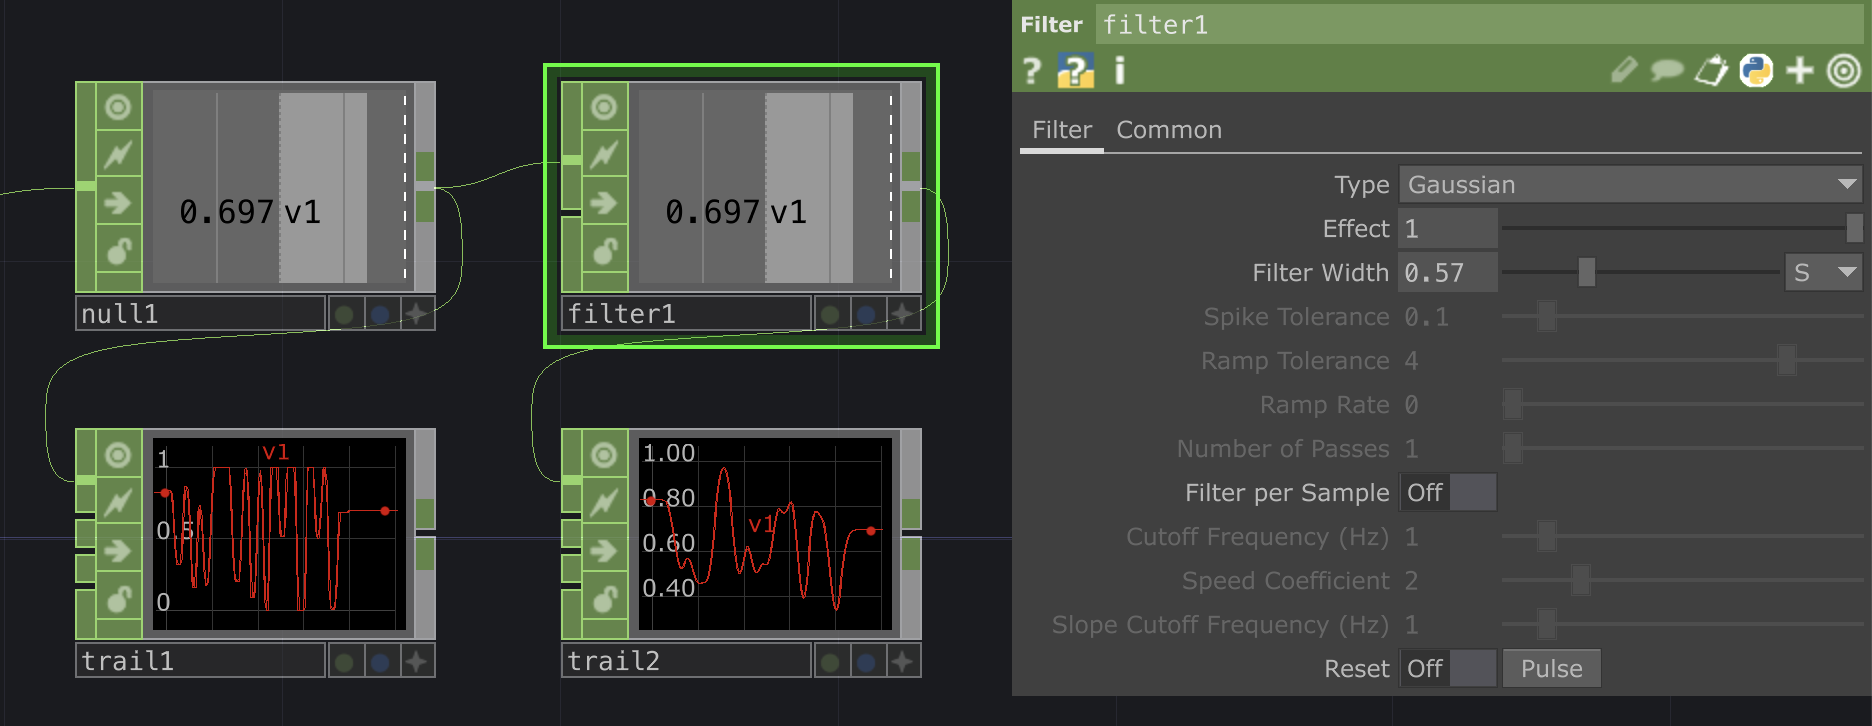 0.697 v1
null1
0.697 v1
filter1
v1
1
0.5
0
trail1
1.00
0.80
v1
0.60
0.40
trail2
Filter filter1
? ? i
Filter Common
Type Gaussian
Effect 1
Filter Width 0.57 S
Spike Tolerance 0.1
Ramp Tolerance 4
Ramp Rate 0
Number of Passes 1
Filter per Sample Off
Cutoff Frequency (Hz) 1
Speed Coefficient 2
Slope Cutoff Frequency (Hz) 1
Reset Off Pulse